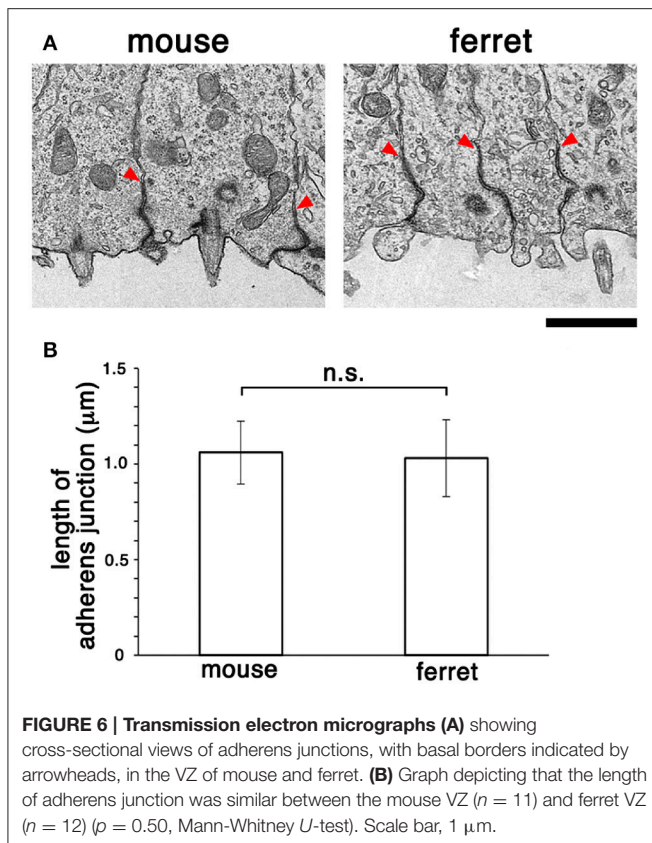 A
mouse
ferret
B
1.5
1.0
0.5
0
length of
adherens junction (μm)
n.s.
mouse
ferret
FIGURE 6 | Transmission electron micrographs (A) showing
cross-sectional views of adherens junctions, with basal borders indicated by
arrowheads, in the VZ of mouse and ferret. (B) Graph depicting that the length
of adherens junction was similar between the mouse VZ (n = 11) and ferret VZ
(n = 12) (p = 0.50, Mann-Whitney U-test). Scale bar, 1 μm.